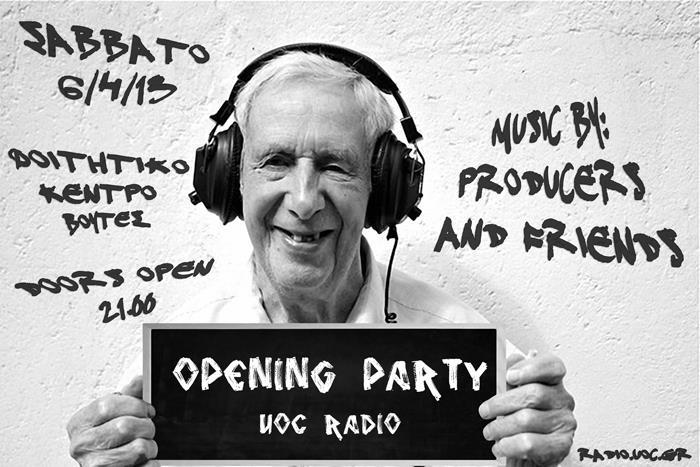 ΣΑΒΒΑΤΟ
6/4/13
ΦΟΙΤΗΤΙΚΟ
ΚΕΝΤΡΟ
ΒΟΥΤΕΣ
DOORS OPEN
21.00
MUSIC BY:
PRODUCERS
AND FRIENDS
OPENING PARTY
UOC RADIO
RADIO.UOC.GR